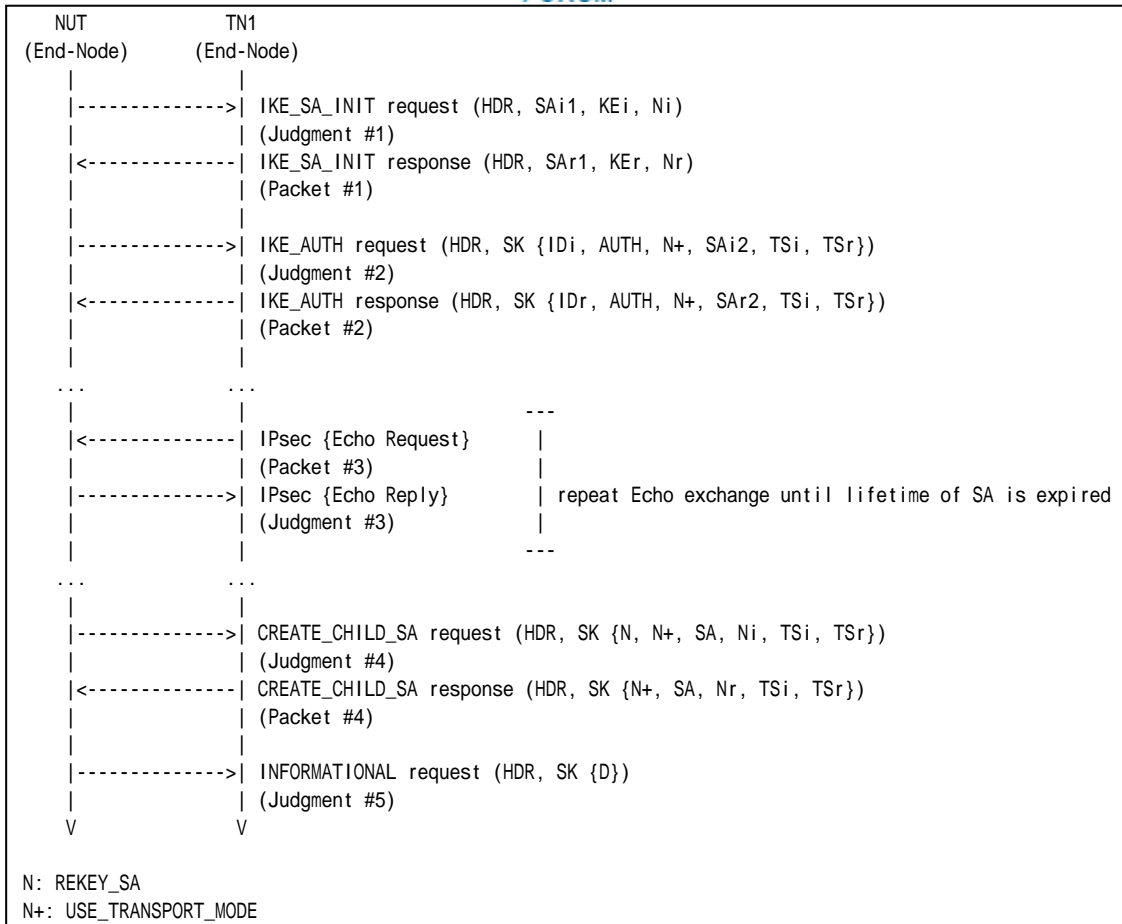 NUT TN1
(End-Node) (End-Node)
| |
|-------------->| IKE_SA_INIT request (HDR, SAi1, KEi, Ni)
| | (Judgment #1)
|<--------------| IKE_SA_INIT response (HDR, SAr1, KEr, Nr)
| | (Packet #1)
| |
|-------------->| IKE_AUTH request (HDR, SK {IDi, AUTH, N+, SAi2, TSi, TSr})
| | (Judgment #2)
|<--------------| IKE_AUTH response (HDR, SK {IDr, AUTH, N+, SAr2, TSi, TSr})
| | (Packet #2)
| |
... ...
| | ---
|<--------------| IPsec {Echo Request} |
| | (Packet #3) |
|-------------->| IPsec {Echo Reply} | repeat Echo exchange until lifetime of SA is expired
| | (Judgment #3) |
| | ---
... ...
| |
|-------------->| CREATE_CHILD_SA request (HDR, SK {N, N+, SA, Ni, TSi, TSr})
| | (Judgment #4)
|<--------------| CREATE_CHILD_SA response (HDR, SK {N+, SA, Nr, TSi, TSr})
| | (Packet #4)
| |
|-------------->| INFORMATIONAL request (HDR, SK {D})
| | (Judgment #5)
V V
N: REKEY_SA
N+: USE_TRANSPORT_MODE